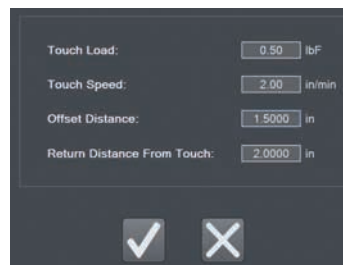 Touch Load: 0.50 lbF
Touch Speed: 2.00 in/min
Offset Distance: 1.5000 in
Return Distance From Touch: 2.0000 in